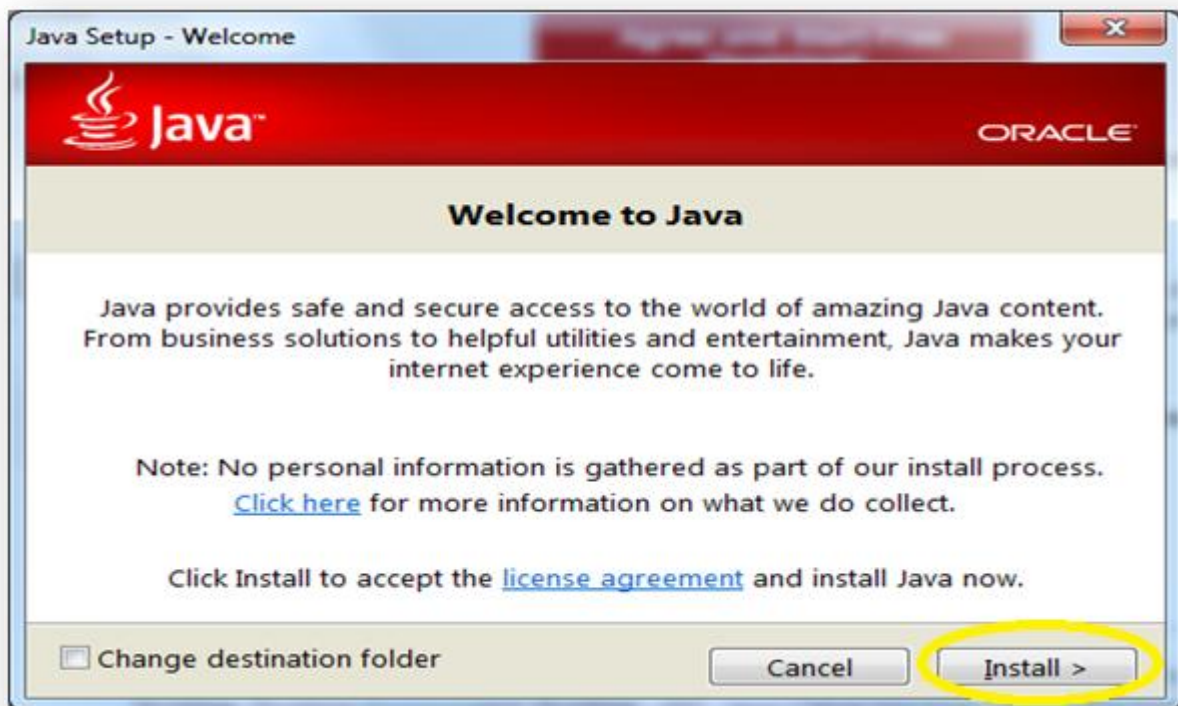 Java Setup - Welcome
Java™
ORACLE
Welcome to Java
Java provides safe and secure access to the world of amazing Java content.
From business solutions to helpful utilities and entertainment, Java makes your
internet experience come to life.
Note: No personal information is gathered as part of our install process.
Click here for more information on what we do collect.
Click Install to accept the license agreement and install Java now.
Change destination folder
Cancel
Install >